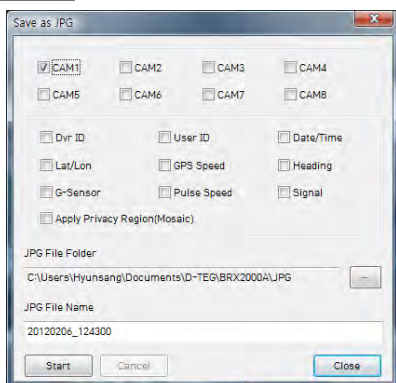 Save as JPG
CAM1 CAM2 CAM3 CAM4
CAM5 CAM6 CAM7 CAM8
Dvr ID User ID Date/Time
Lat/Lon GPS Speed Heading
G-Sensor Pulse Speed Signal
Apply Privacy Region(Mosaic)
JPG File Folder
C:\Users\Hyunsang\Documents\D-TEG\BRX2000A\JPG
...
JPG File Name
20120206_124300
Start Cancel Close